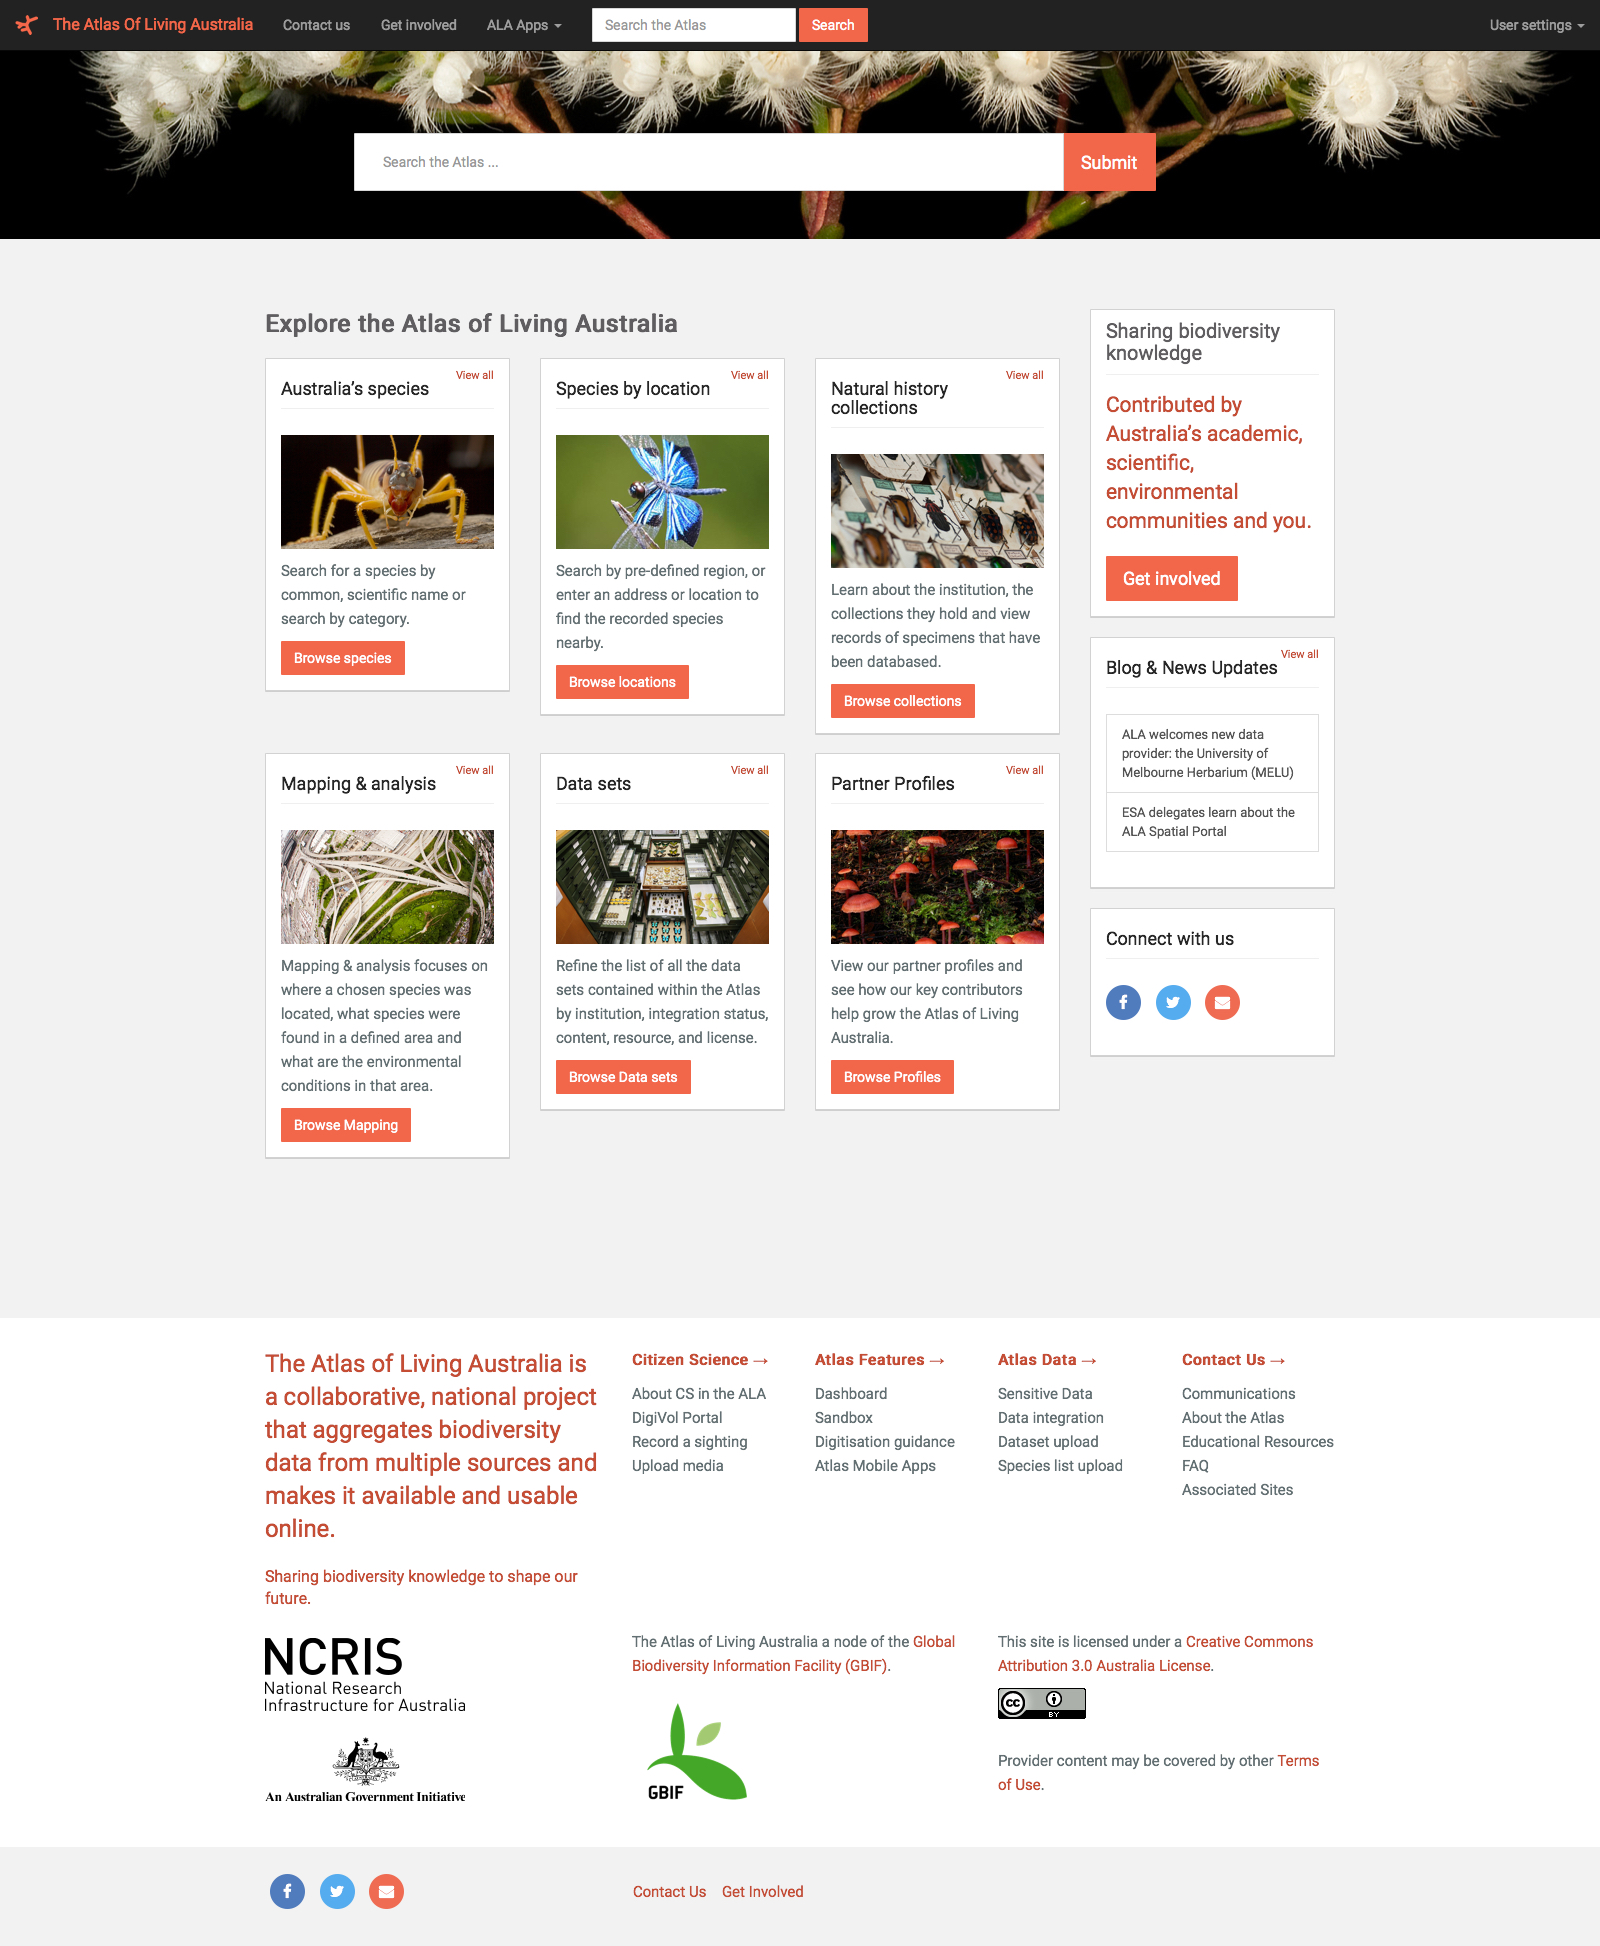 The Atlas Of Living Australia
Contact us
Get involved
ALA Apps
Search the Atlas
Search
User settings
Search the Atlas ...
Submit
Explore the Atlas of Living Australia
Australia’s species
View all
Search for a species by
common, scientific name or
search by category.
Browse species
Species by location
View all
Search by pre-defined region, or
enter an address or location to
find the recorded species
nearby.
Browse locations
Natural history
collections
View all
Learn about the institution, the
collections they hold and view
records of specimens that have
been databased.
Browse collections
Mapping & analysis
View all
Mapping & analysis focuses on
where a chosen species was
located, what species were
found in a defined area and
what are the environmental
conditions in that area.
Browse Mapping
Data sets
View all
Refine the list of all the data
sets contained within the Atlas
by institution, integration status,
content, resource, and license.
Browse Data sets
Partner Profiles
View all
View our partner profiles and
see how our key contributors
help grow the Atlas of Living
Australia.
Browse Profiles
Sharing biodiversity
knowledge
Contributed by
Australia’s academic,
scientific,
environmental
communities and you.
Get involved
Blog & News Updates
View all
ALA welcomes new data
provider: the University of
Melbourne Herbarium (MELU)
ESA delegates learn about the
ALA Spatial Portal
Connect with us
The Atlas of Living Australia is
a collaborative, national project
that aggregates biodiversity
data from multiple sources and
makes it available and usable
online.
Sharing biodiversity knowledge to shape our
future.
Citizen Science →
About CS in the ALA
DigiVol Portal
Record a sighting
Upload media
Atlas Features →
Dashboard
Sandbox
Digitisation guidance
Atlas Mobile Apps
Atlas Data →
Sensitive Data
Data integration
Dataset upload
Species list upload
Contact Us →
Communications
About the Atlas
Educational Resources
FAQ
Associated Sites
NCRIS
National Research
Infrastructure for Australia
An Australian Government Initiative
The Atlas of Living Australia a node of the Global
Biodiversity Information Facility (GBIF).
GBIF
This site is licensed under a Creative Commons
Attribution 3.0 Australia License.
cc
BY
Provider content may be covered by other Terms
of Use.
Contact Us
Get Involved